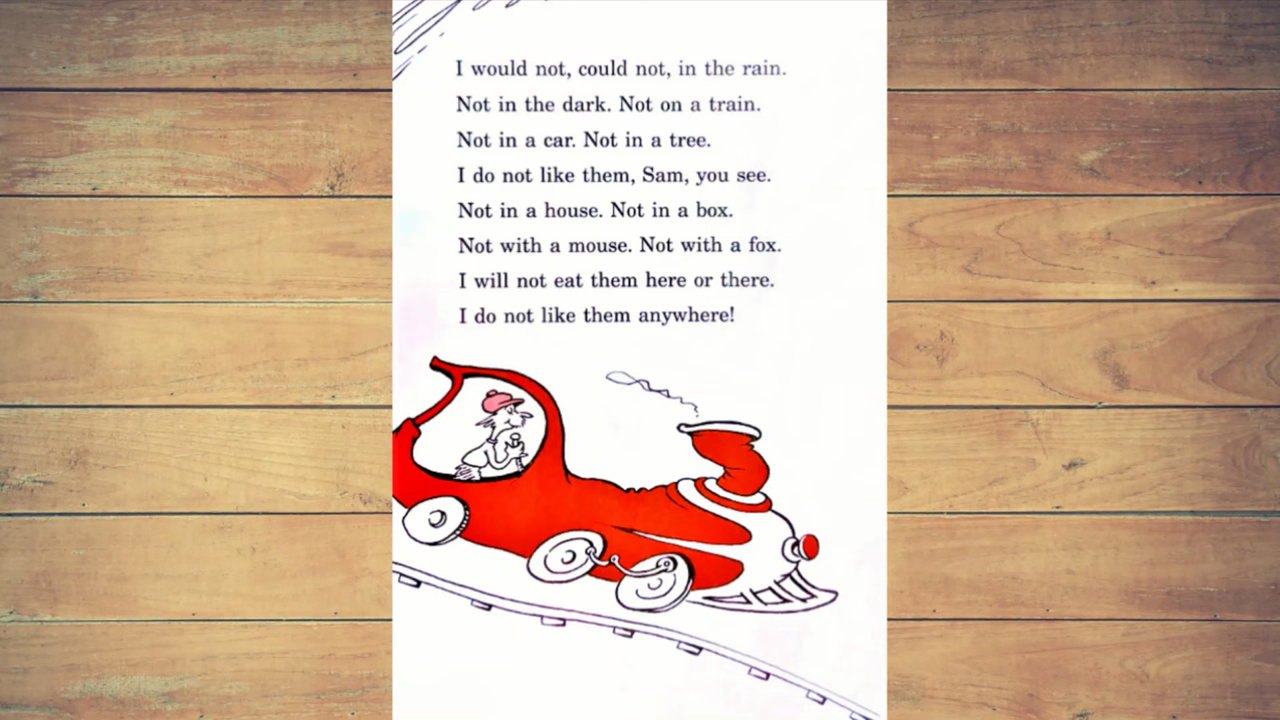 I would not, could not, in the rain.
Not in the dark. Not on a train.
Not in a car. Not in a tree.
I do not like them, Sam, you see.
Not in a house. Not in a box.
Not with a mouse. Not with a fox.
I will not eat them here or there.
I do not like them anywhere!